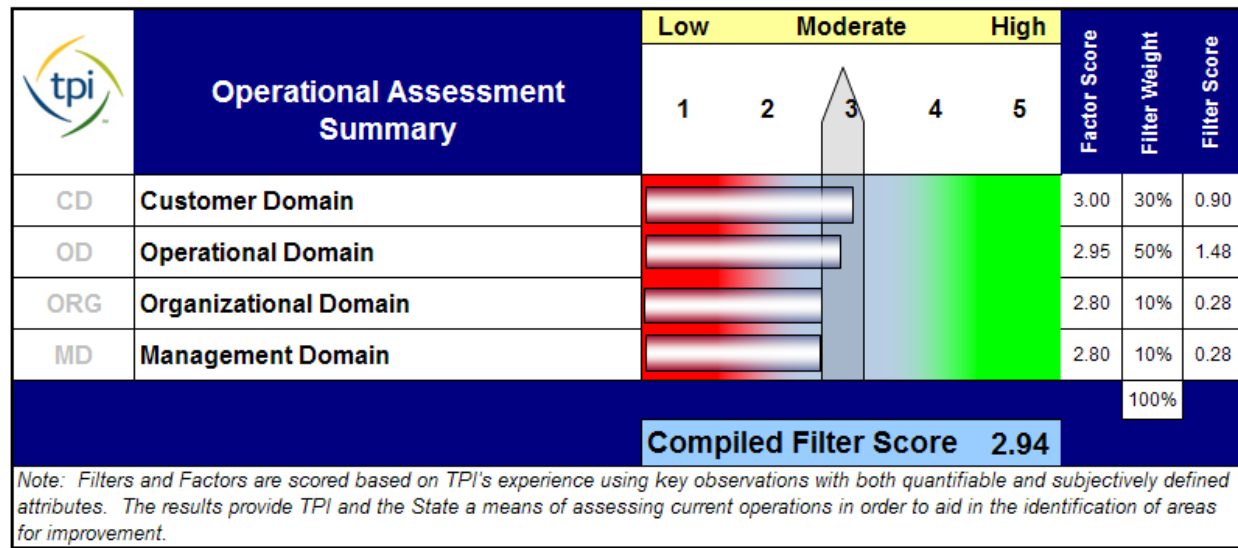 tpi
Operational Assessment
Summary
Low Moderate High
1 2 3 4 5
Factor Score
Filter Weight
Filter Score
CD Customer Domain 3.00 30% 0.90
OD Operational Domain 2.95 50% 1.48
ORG Organizational Domain 2.80 10% 0.28
MD Management Domain 2.80 10% 0.28
100%
Compiled Filter Score 2.94
Note: Filters and Factors are scored based on TPI's experience using key observations with both quantifiable and subjectively defined
attributes. The results provide TPI and the State a means of assessing current operations in order to aid in the identification of areas
for improvement.